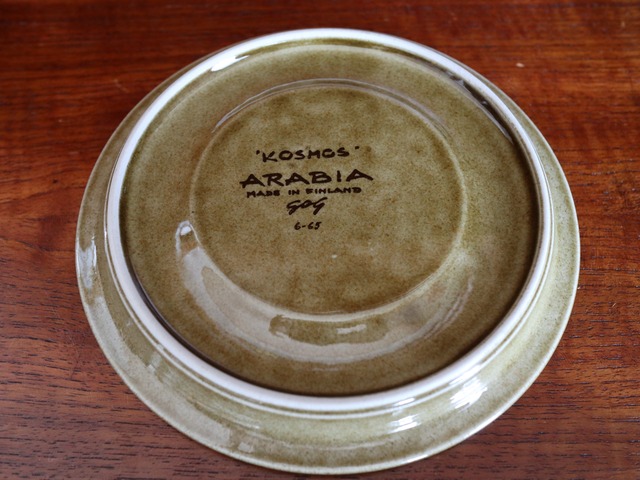 "KOSMOS"
ARABIA
MADE IN FINLAND
GOG
6-65